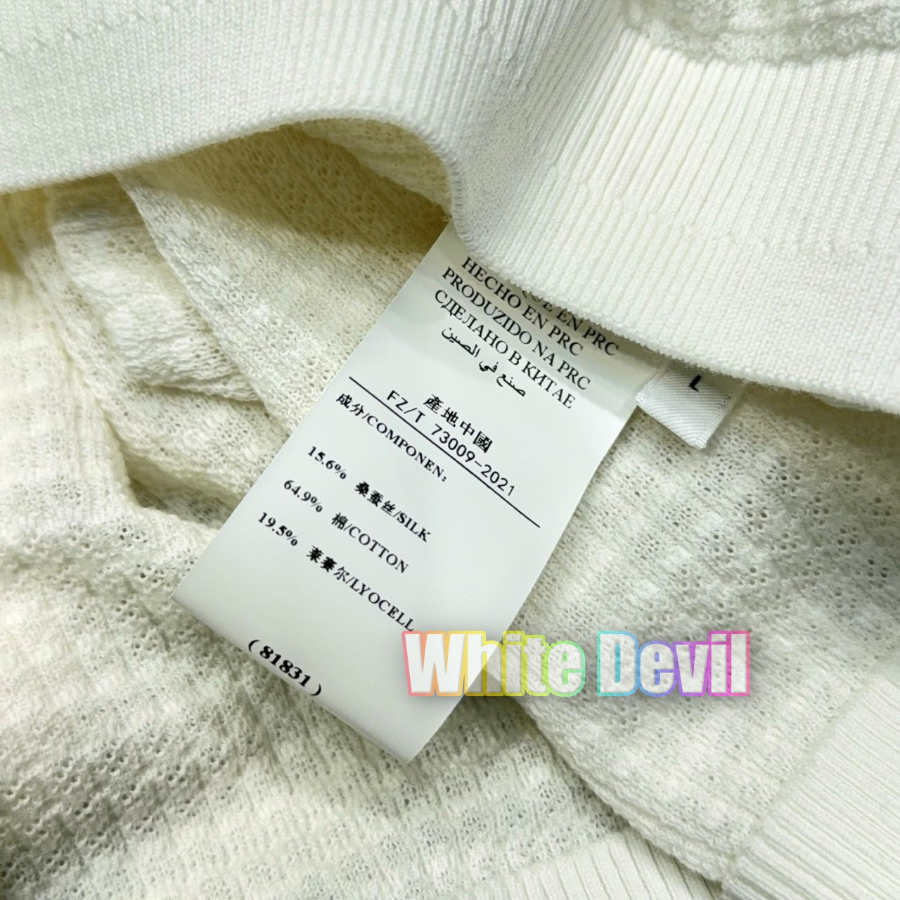 EN PRC
HECHO EN PRC
PRODUZIDO NA PRC
СДЕЛАНО В КИТАЕ
صنع في الصين
產地中國
FZ/T 73009-2021
成分/COMPONEN:
15.6% 桑蚕丝/SILK
64.9% 棉/COTTON
19.5% 莱赛尔/LYOCELL
(81831)
L
White Devil